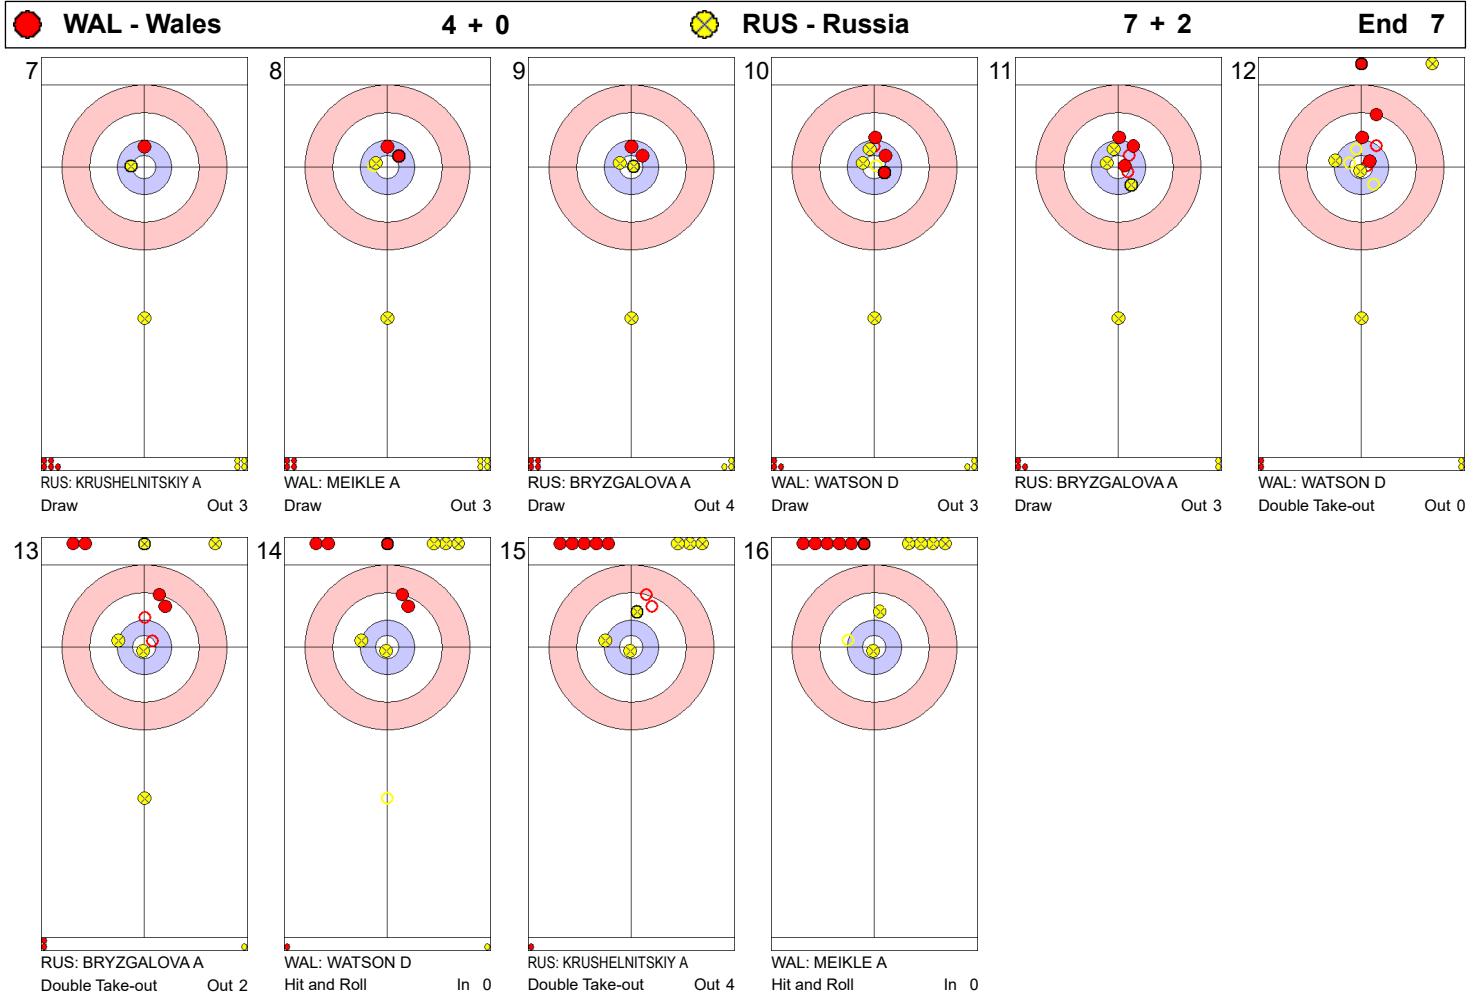 WAL - Wales 4 + 0 RUS - Russia 7 + 2 End 7
7 8 9 10 11 12
RUS: KRUSHELNITSKIY A WAL: MEIKLE A RUS: BRYZGALOVA A WAL: WATSON D RUS: BRYZGALOVA A WAL: WATSON D
Draw Out 3 Draw Out 3 Draw Out 4 Draw Out 3 Draw Out 3 Double Take-out Out 0
13 14 15 16
RUS: BRYZGALOVA A WAL: WATSON D RUS: KRUSHELNITSKIY A WAL: MEIKLE A
Double Take-out Out 2 Hit and Roll In 0 Double Take-out Out 4 Hit and Roll In 0